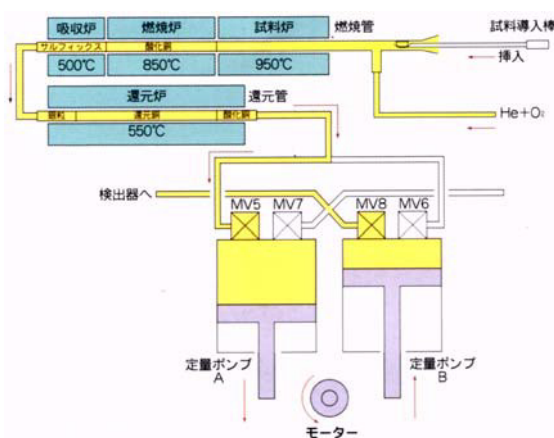 吸収炉 燃焼炉 試料炉 燃焼管 試料導入棒
サルフィックス 酸化銅
500℃ 850℃ 950℃ 挿入
還元炉 還元管 He+O₂
銀粒 還元銅 酸化銅
550℃
検出器へ MV5 MV7 MV8 MV6
定量ポンプ 定量ポンプ
A B
モーター